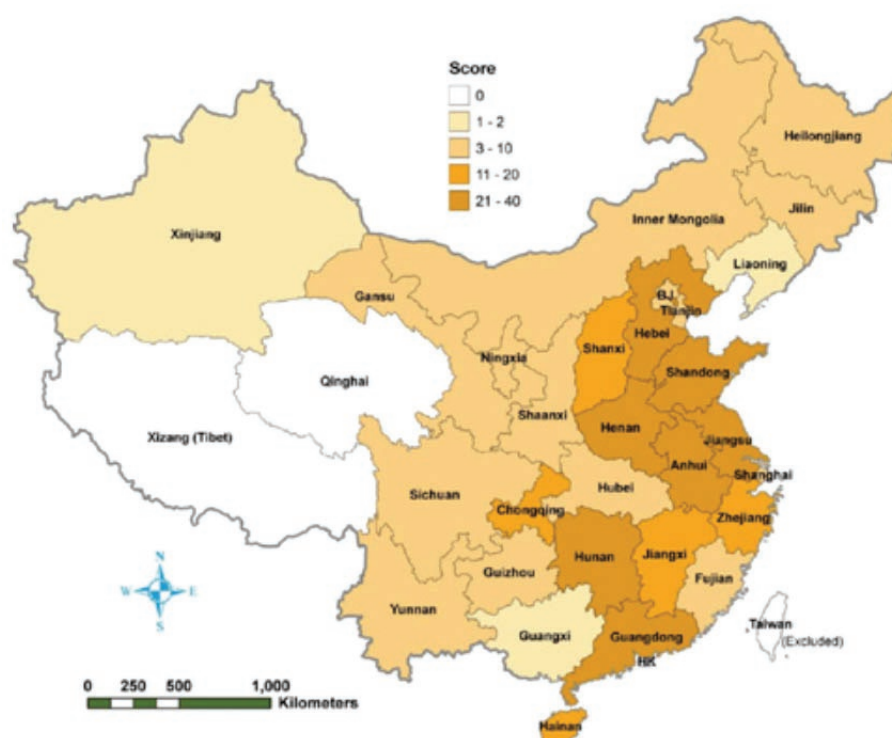 Score
0
1 - 2
3 - 10
11 - 20
21 - 40
Heilongjiang
Jilin
Inner Mongolia
Liaoning
Xinjiang
Gansu
BJ
Tianjin
Hebei
Shanxi
Ningxia
Shandong
Qinghai
Shaanxi
Henan
Jiangsu
Xizang (Tibet)
Anhui
Shanghai
Sichuan
Hubei
Chongqing
Zhejiang
Hunan
Jiangxi
Guizhou
Fujian
Yunnan
Taiwan
(Excluded)
Guangxi
Guangdong
HK
Hainan
N
W E
S
0 250 500 1,000
Kilometers